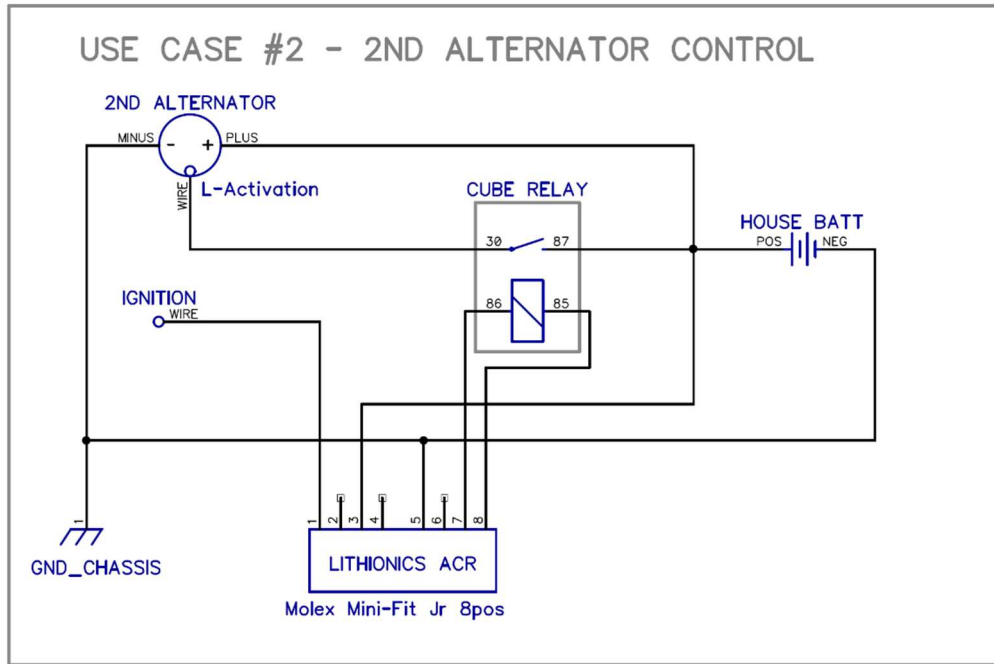 USE CASE #2 - 2ND ALTERNATOR CONTROL
2ND ALTERNATOR
MINUS - + PLUS
WIRE
L-Activation
CUBE RELAY
30 87
86 85
HOUSE BATT
POS NEG
IGNITION
WIRE
1
GND_CHASSIS
1 2 3 4 5 6 7 8
LITHIONICS ACR
Molex Mini-Fit Jr 8pos